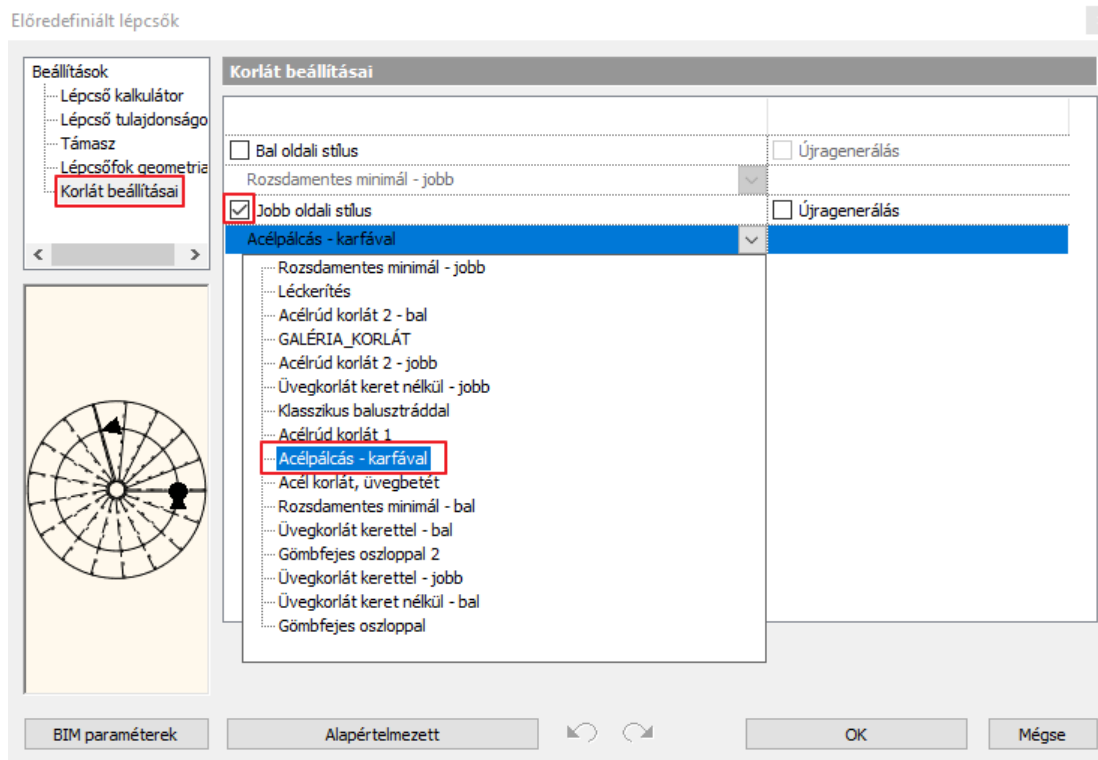 Előredefiniált lépcsők
Beállítások
Lépcső kalkulátor
Lépcső tulajdonságo
Támasz
Lépcsőfok geometria
Korlát beállításai
Korlát beállításai
Bal oldali stílus
Újragenerálás
Rozsdamentes minimál - jobb
Jobb oldali stílus
Újragenerálás
Acélpálcás - karfával
Rozsdamentes minimál - jobb
Léckerítés
Acélrúd korlát 2 - bal
GALÉRIA_KORLÁT
Acélrúd korlát 2 - jobb
Üvegkorlát keret nélkül - jobb
Klasszikus balusztráddal
Acélrúd korlát 1
Acélpálcás - karfával
Acél korlát, üvegbetét
Rozsdamentes minimál - bal
Üvegkorlát kerettel - bal
Gömbfejes oszloppal 2
Üvegkorlát kerettel - jobb
Üvegkorlát keret nélkül - bal
Gömbfejes oszloppal
BIM paraméterek
Alapértelmezett
OK
Mégse